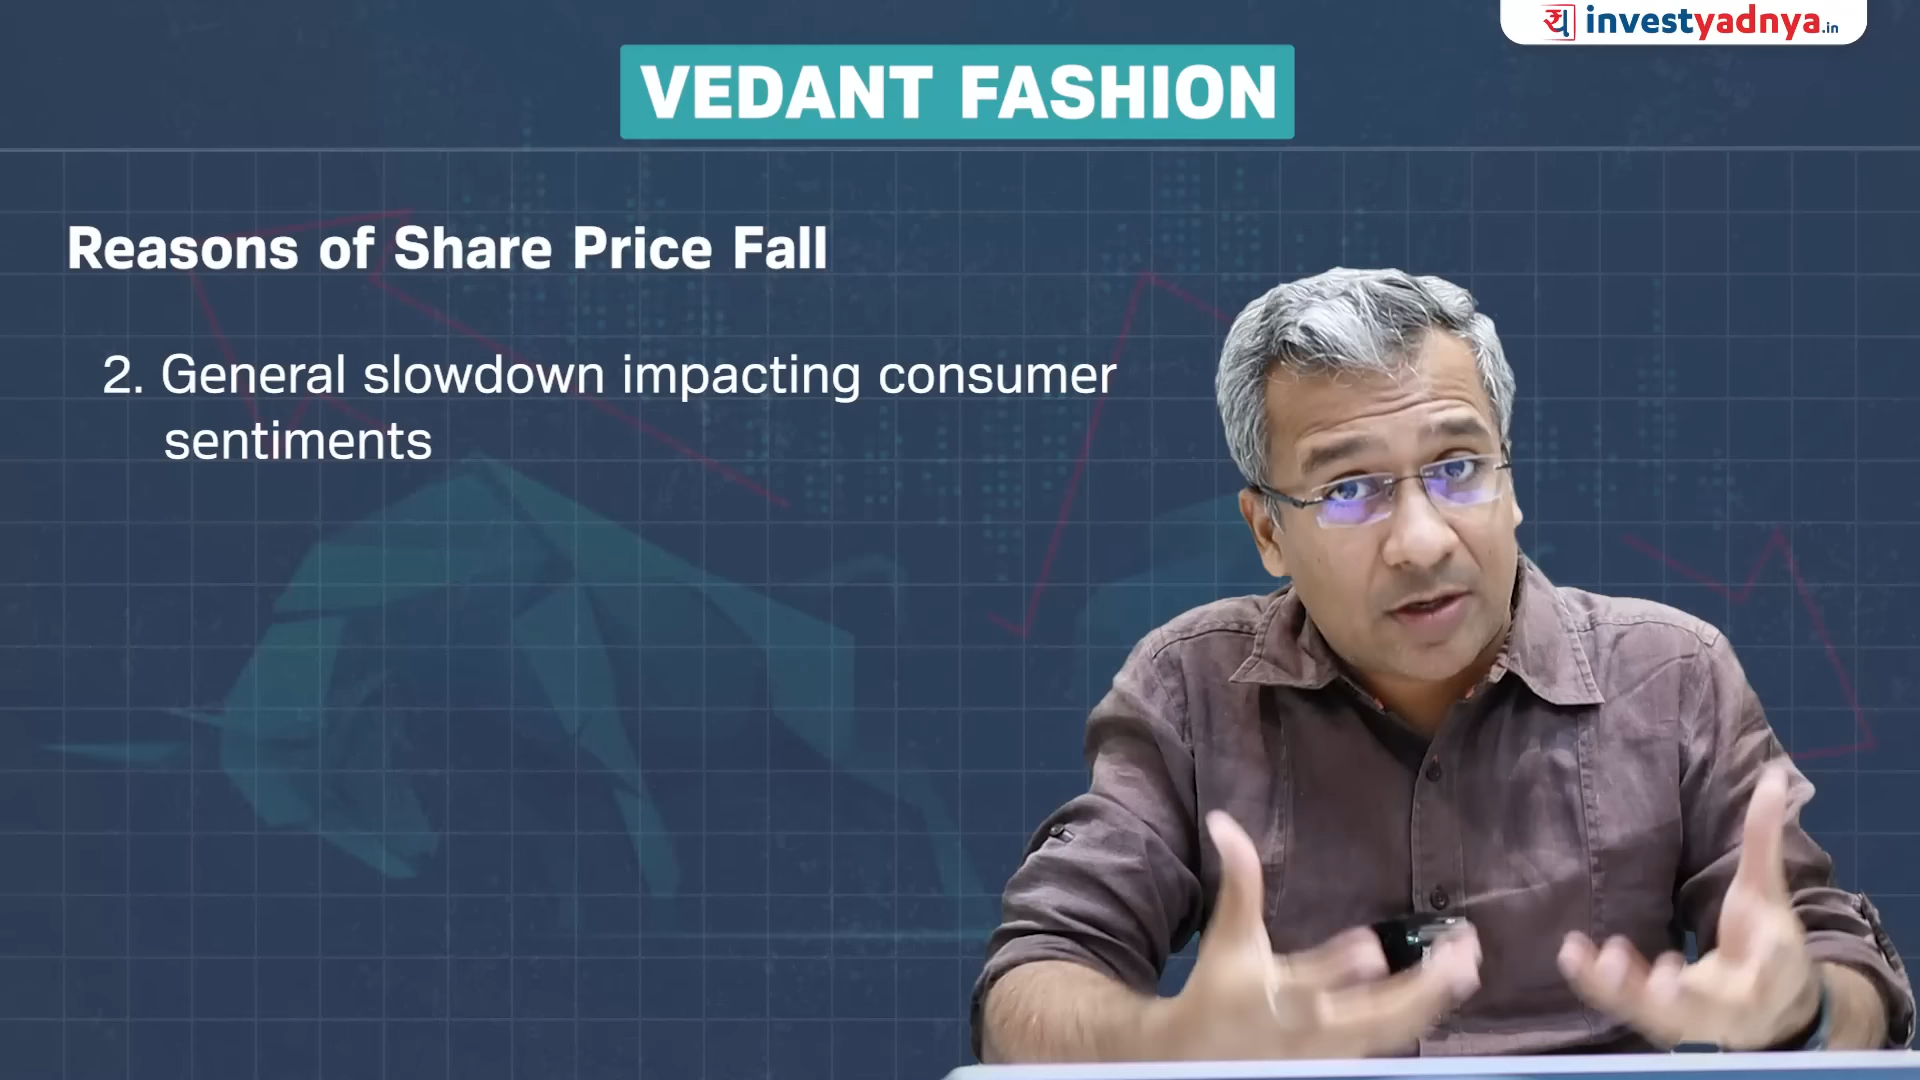 investyadnya.in
VEDANT FASHION
Reasons of Share Price Fall
2. General slowdown impacting consumer
sentiments